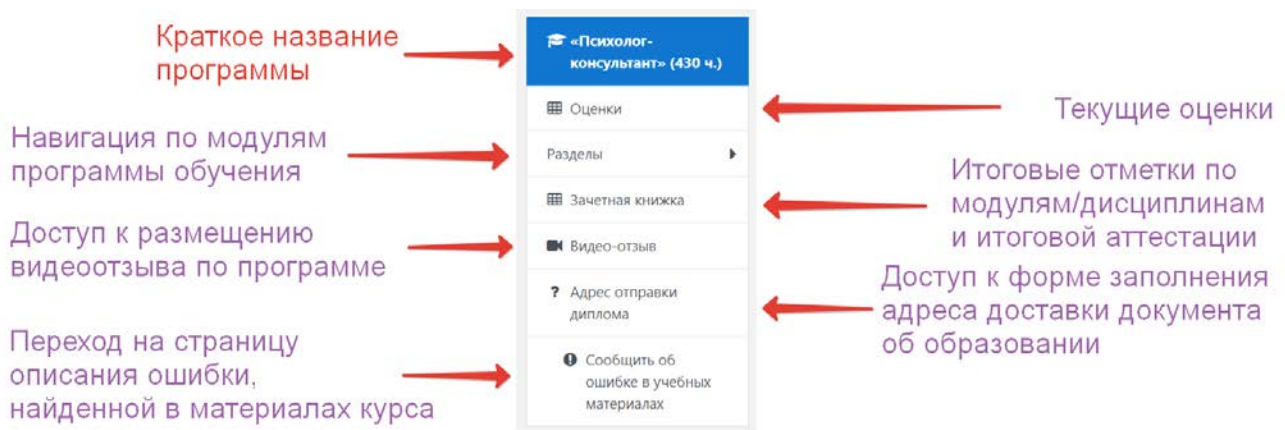 Краткое название
программы
«Психолог-
консультант» (430 ч.)
Оценки
Текущие оценки
Навигация по модулям
программы обучения
Разделы
Зачетная книжка
Итоговые отметки по
модулям/дисциплинам
и итоговой аттестации
Доступ к размещению
видеоотзыва по программе
Видео-отзыв
Адрес отправки
диплома
Доступ к форме заполнения
адреса доставки документа
об образовании
Переход на страницу
описания ошибки,
найденной в материалах курса
Сообщить об
ошибке в учебных
материалах